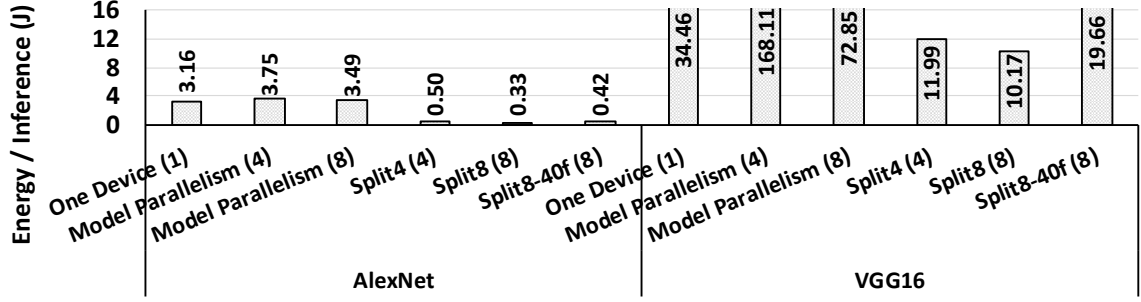 Energy / Inference (J)
16
12
8
4
0
3.16
3.75
3.49
0.50
0.33
0.42
34.46
168.11
72.85
11.99
10.17
19.66
One Device (1)
Model Parallelism (4)
Model Parallelism (8)
Split4 (4)
Split8 (8)
Split8-40f (8)
One Device (1)
Model Parallelism (4)
Model Parallelism (8)
Split4 (4)
Split8 (8)
Split8-40f (8)
AlexNet
VGG16